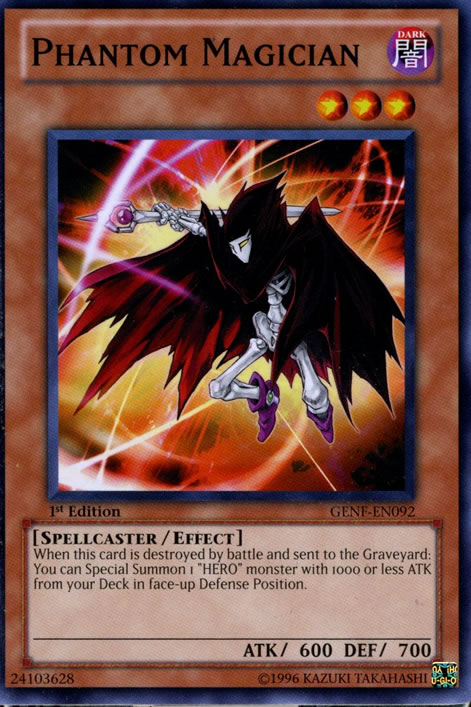 PHANTOM MAGICIAN
DARK
闇
1st Edition
GENF-EN092
[SPELLCASTER / EFFECT]
When this card is destroyed by battle and sent to the Graveyard:
You can Special Summon 1 "HERO" monster with 1000 or less ATK
from your Deck in face-up Defense Position.
ATK/ 600 DEF/ 700
24103628
©1996 KAZUKI TAKAHASHI